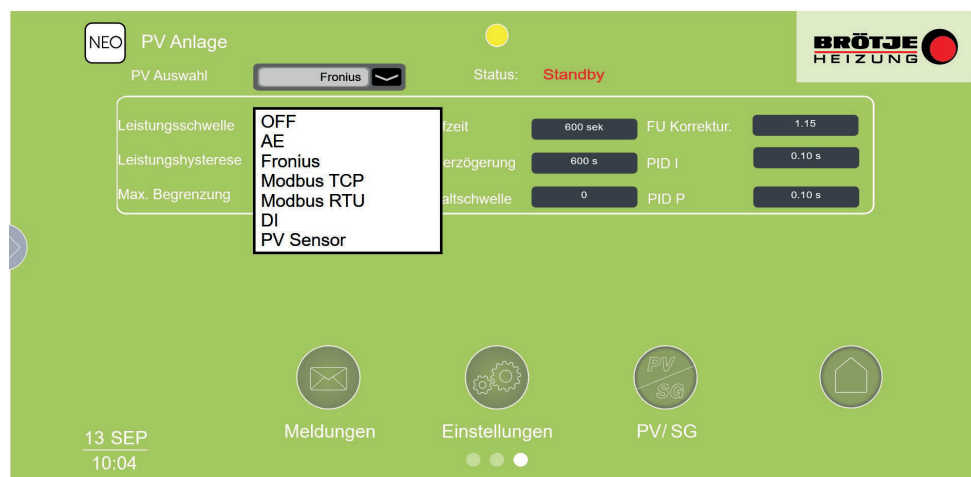 NEO PV Anlage
BRÖTJE
HEIZUNG
PV Auswahl Fronius Status: Standby
Leistungsschwelle fzeit 600 sek FU Korrektur. 1.15
Leistungshysterese erzögerung 600 s PID I 0.10 s
Max. Begrenzung altschwelle 0 PID P 0.10 s
OFF
AE
Fronius
Modbus TCP
Modbus RTU
DI
PV Sensor
PV
SG
Meldungen Einstellungen PV/ SG
13 SEP
10:04